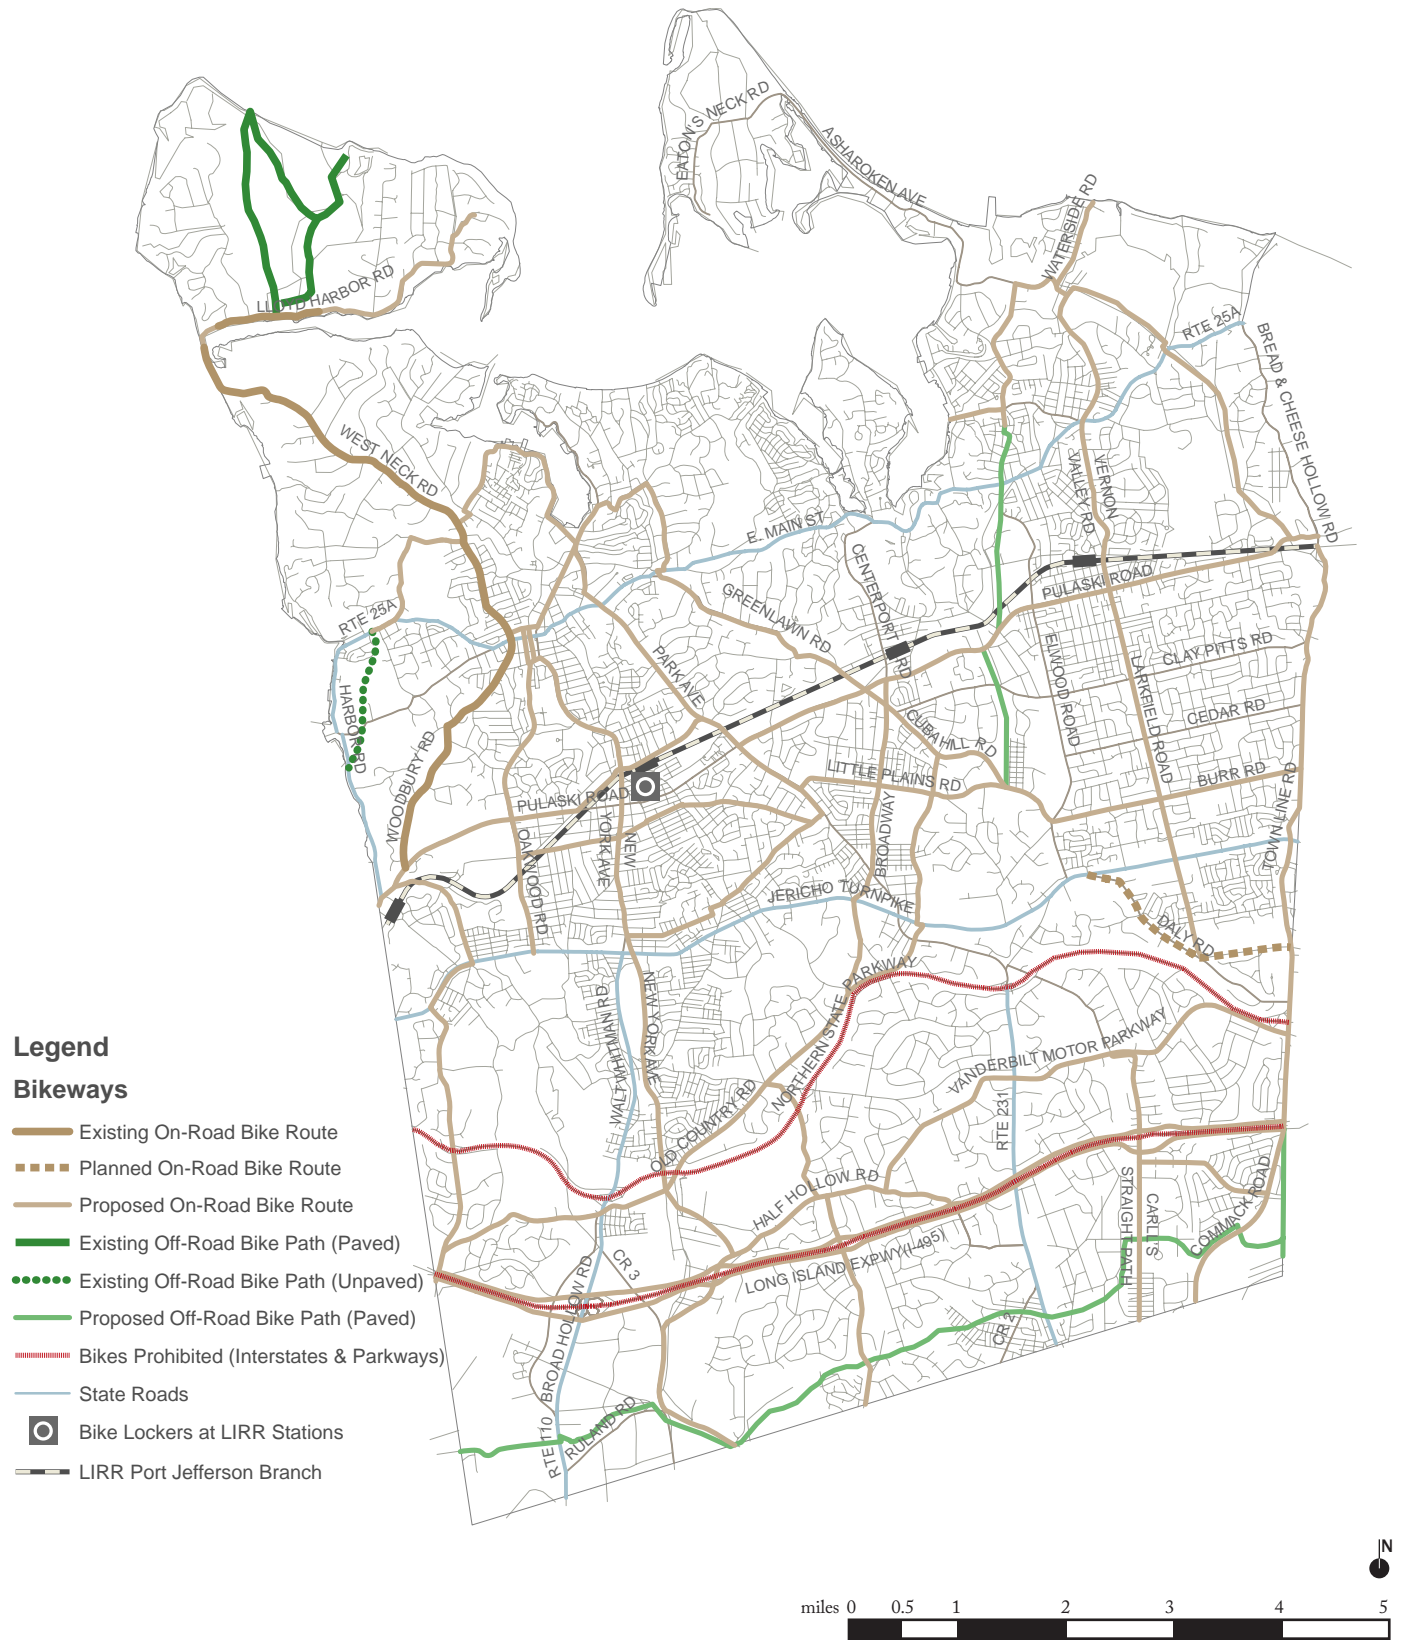 EATON'S NECK RD
ASHAROKEN AVE
WATERSIDE RD
LLOYD HARBOR RD
RTE 25A
BREAD & CHEESE HOLLOW RD
WEST NECK RD
VALLEY RD
VERNON
E. MAIN ST
CENTERPORT RD
PULASKI ROAD
GREENLAWN RD
RTE 25A
ELWOOD ROAD
CLAY PITTS RD
PARK AVE
LARKFIELD ROAD
HARBOR RD
CUBA HILL RD
CEDAR RD
WOODBURY RD
LITTLE PLAINS RD
BURR RD
TOWN LINE RD
PULASKI ROAD
OAKWOOD RD
YORK AVE
NEW
BROADWAY
JERICHO TURNPIKE
DALY RD
NORTHERN STATE PARKWAY
WALT WHITMAN RD
NEW YORK AVE
VANDERBILT MOTOR PARKWAY
OLD COUNTRY RD
RTE 231
HALF HOLLOW RD
STRAIGHT PATH
CARLL'S
COMMACK ROAD
LONG ISLAND EXPWY(I-495)
CR 3
BROAD HOLLOW RD
CR 2
RULAND RD
RTE 110
Legend
Bikeways
Existing On-Road Bike Route
Planned On-Road Bike Route
Proposed On-Road Bike Route
Existing Off-Road Bike Path (Paved)
Existing Off-Road Bike Path (Unpaved)
Proposed Off-Road Bike Path (Paved)
Bikes Prohibited (Interstates & Parkways)
State Roads
Bike Lockers at LIRR Stations
LIRR Port Jefferson Branch
N
miles 0 0.5 1 2 3 4 5